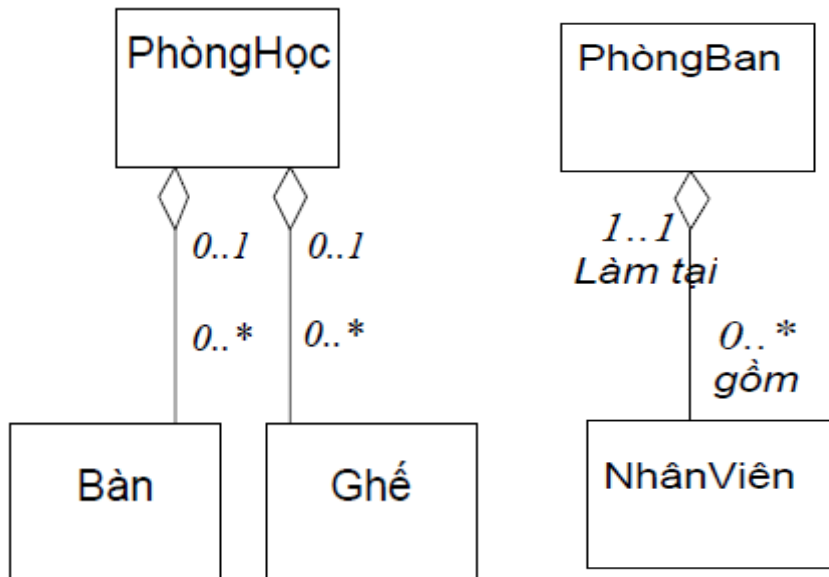 PhòngHọc
0..1
0..1
0..*
0..*
Bàn
Ghế
PhòngBan
1..1
Làm tại
0..*
gồm
NhânViên